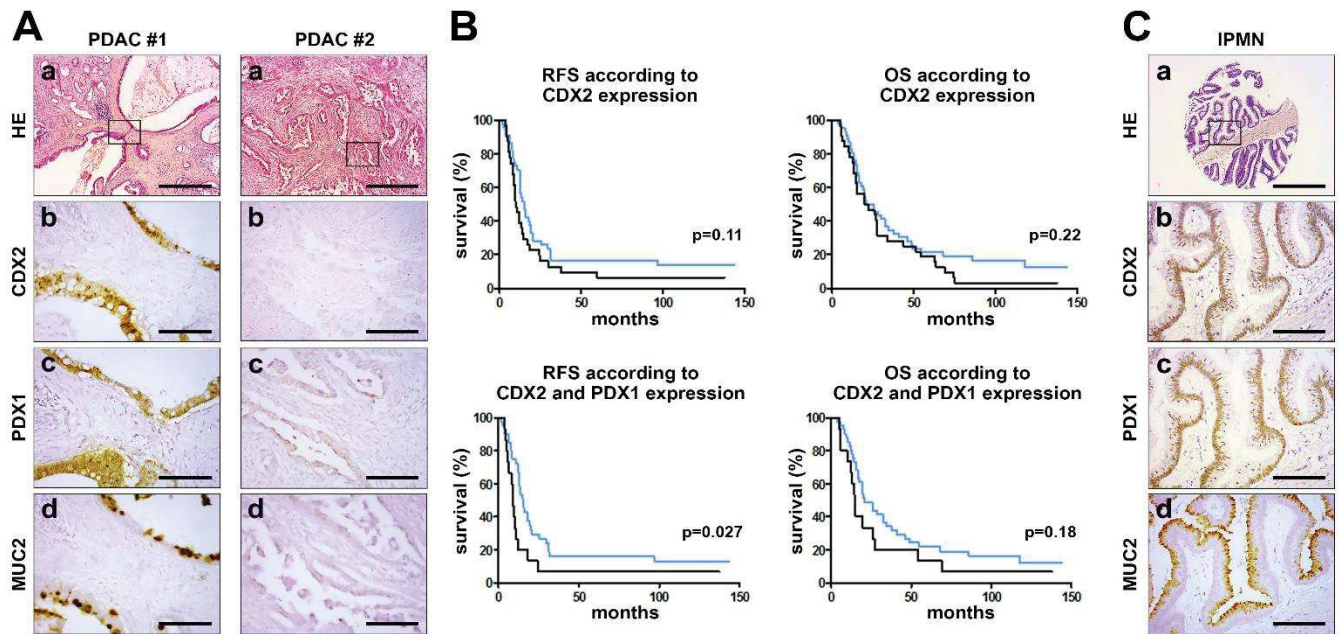 A
PDAC #1
PDAC #2
HE
a
a
CDX2
b
b
PDX1
c
c
MUC2
d
d
B
RFS according to
CDX2 expression
survival (%)
100
80
60
40
20
0
0
50
100
150
months
p=0.11
OS according to
CDX2 expression
survival (%)
100
80
60
40
20
0
0
50
100
150
months
p=0.22
RFS according to
CDX2 and PDX1 expression
survival (%)
100
80
60
40
20
0
0
50
100
150
months
p=0.027
OS according to
CDX2 and PDX1 expression
survival (%)
100
80
60
40
20
0
0
50
100
150
months
p=0.18
C
IPMN
HE
a
CDX2
b
PDX1
c
MUC2
d